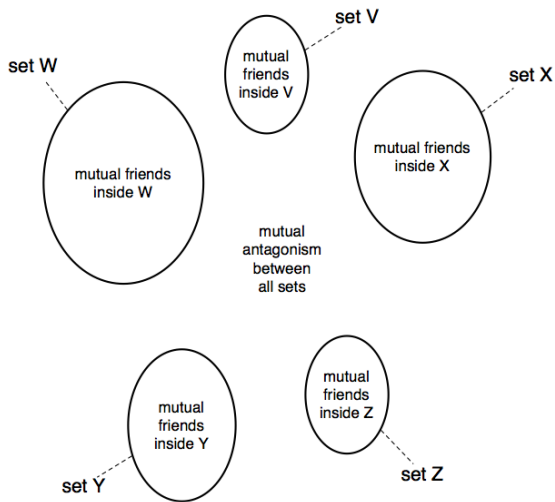 set V
mutual
friends
inside V
set W
set X
mutual friends
inside W
mutual friends
inside X
mutual
antagonism
between
all sets
mutual
friends
inside Z
mutual
friends
inside Y
set Z
set Y